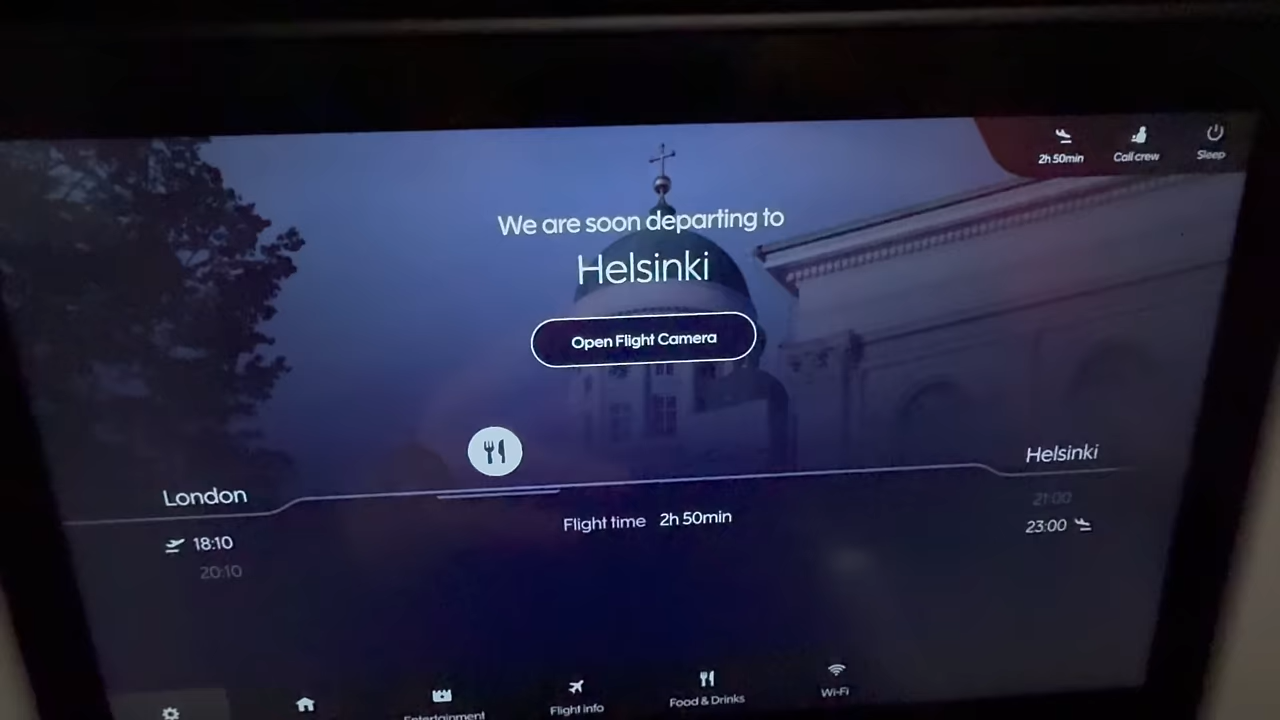 2h 50min
Call crew
Sleep
We are soon departing to
Helsinki
Open Flight Camera
London
Helsinki
18:10
20:10
Flight time 2h 50min
21:00
23:00
Entertainment
Flight info
Food & Drinks
Wi-Fi